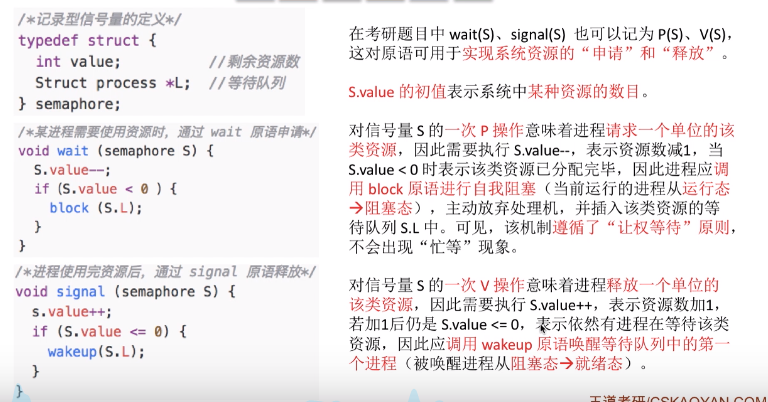 /*记录型信号量的定义*/
typedef struct {
int value; //剩余资源数
Struct process *L; //等待队列
} semaphore;
/*某进程需要使用资源时，通过 wait 原语申请*/
void wait (semaphore S) {
S.value--;
if (S.value < 0 ) {
block (S.L);
}
}
/*进程使用完资源后，通过 signal 原语释放*/
void signal (semaphore S) {
s.value++;
if (S.value <= 0) {
wakeup(S.L);
}
}
在考研题目中 wait(S)、signal(S) 也可以记为 P(S)、V(S)，
这对原语可用于实现系统资源的“申请”和“释放”。
S.value 的初值表示系统中某种资源的数目。
对信号量 S 的一次 P 操作意味着进程请求一个单位的该
类资源，因此需要执行 S.value--，表示资源数减1，当
S.value < 0 时表示该类资源已分配完毕，因此进程应调
用 block 原语进行自我阻塞（当前运行的进程从运行态
→阻塞态），主动放弃处理机，并插入该类资源的等
待队列 S.L 中。可见，该机制遵循了“让权等待”原则，
不会出现“忙等”现象。
对信号量 S 的一次 V 操作意味着进程释放一个单位的
该类资源，因此需要执行 S.value++，表示资源数加1，
若加1后仍是 S.value <= 0，表示依然有进程在等待该类
资源，因此应调用 wakeup 原语唤醒等待队列中的第一
个进程（被唤醒进程从阻塞态→就绪态）。
王道考研/CSKAOYAN.COM